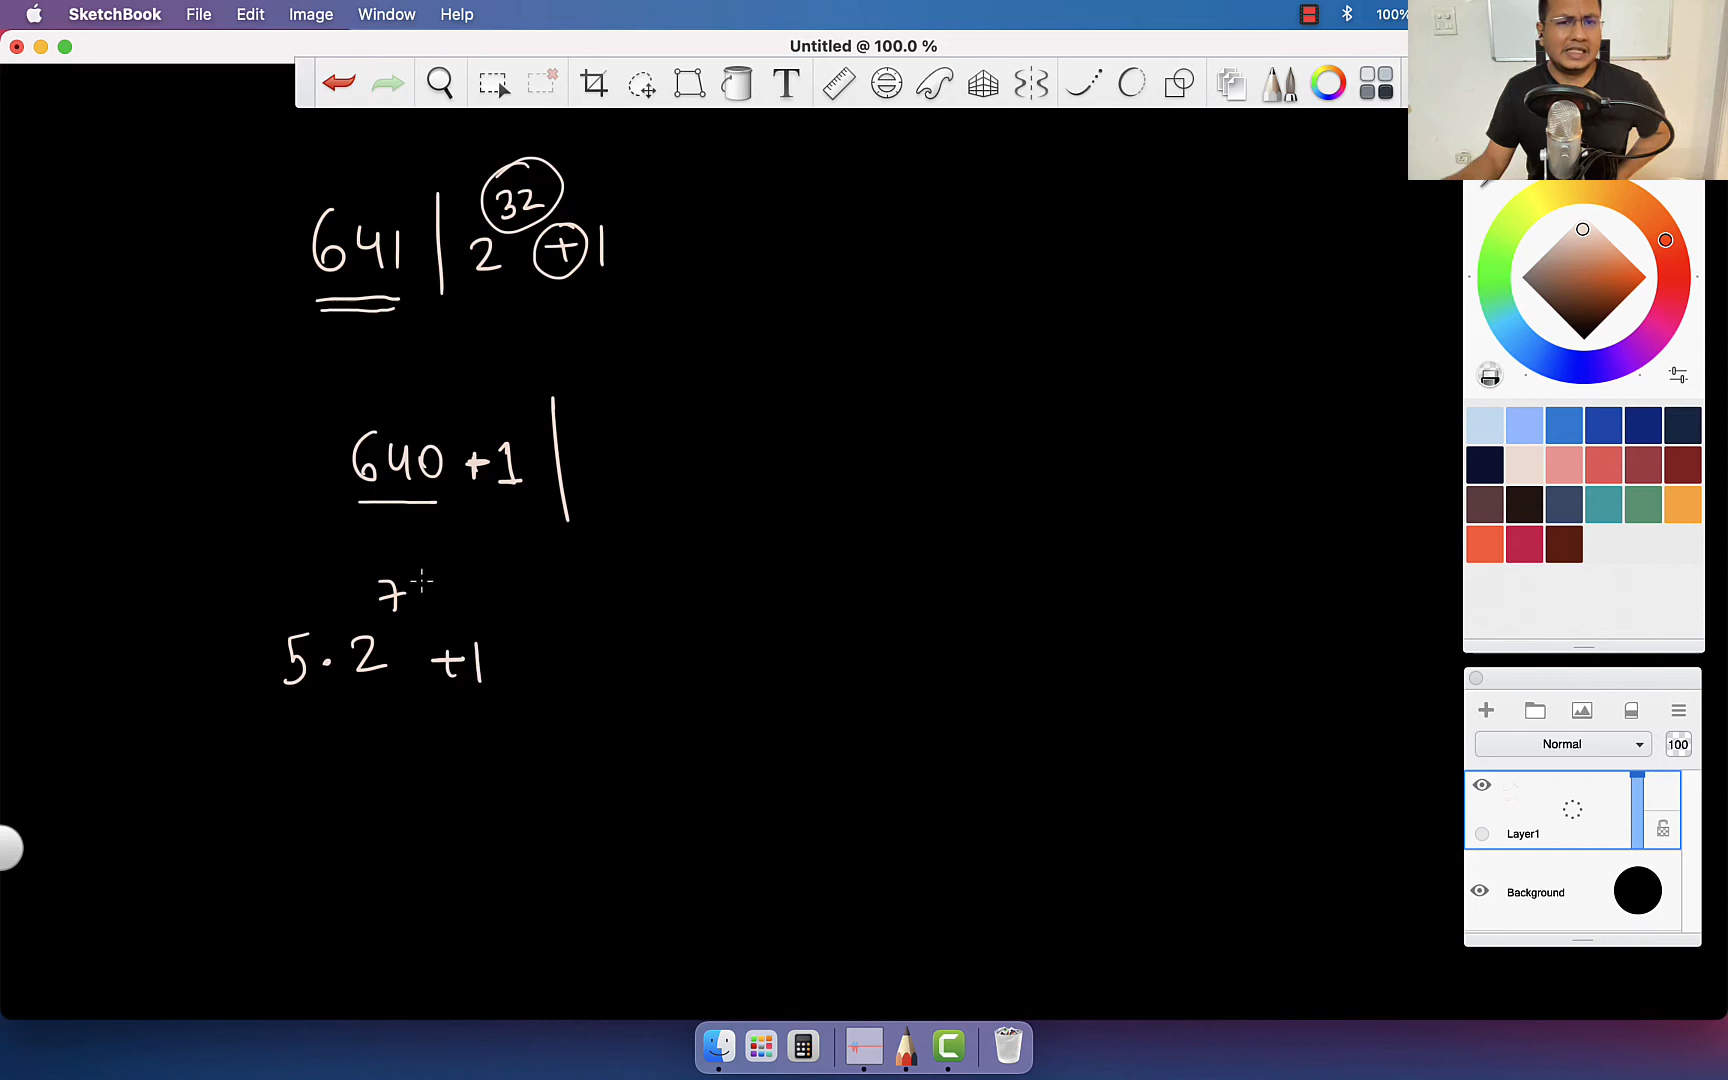 SketchBook File Edit Image Window Help 100%
Untitled @ 100.0 %
T
641 | 2^32 + 1
640 + 1 |
7
5 · 2 + 1
Normal 100
Layer1
Background